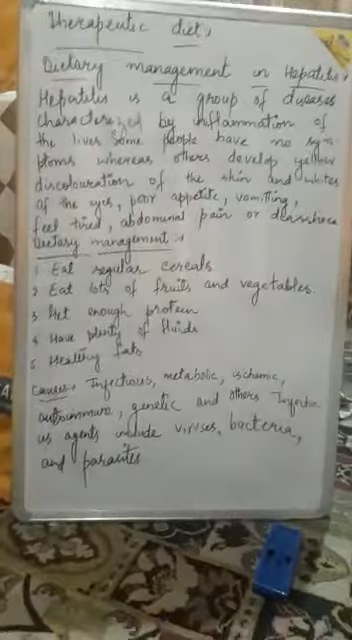 Therapeutic diet,
Dietary management in Hepatitis,
Hepatitis is a group of diseases
characterized by inflammation of
the liver Some people have no sym-
ptoms whereas others develop yellow
discolouration of the skin and whites
of the eyes, poor appetite, vomitting,
feel tired, abdominal pain or diarrhoea
Dietary management :
1 Eat regular cereals
2 Eat lots of fruits and vegetables.
3 Get enough protein
4 Have plenty of fluids
5 Healthy fats
Causes, Infectious, metabolic, ischemic,
autoimmune, genetic and others Infectio
us agents include viruses, bacteria,
and parasites